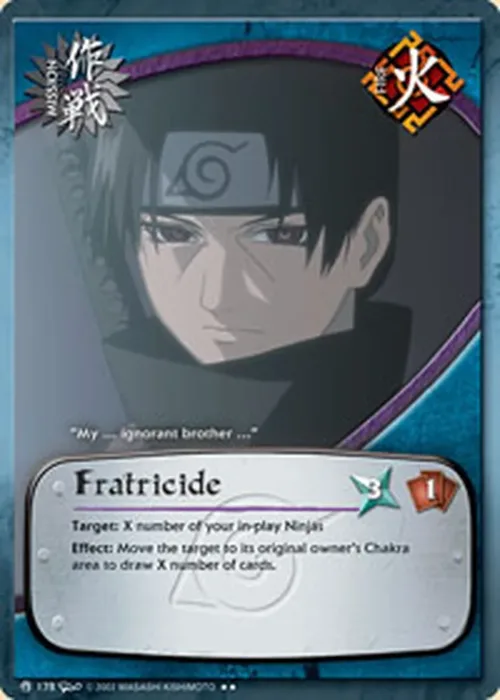 MISSION
作戦
FIRE
火
"My ... ignorant brother ..."
Fratricide
3
1
Target: X number of your in-play Ninjas
Effect: Move the target to its original owner's Chakra
area to draw X number of cards.
178 © 2002 MASASHI KISHIMOTO ★★